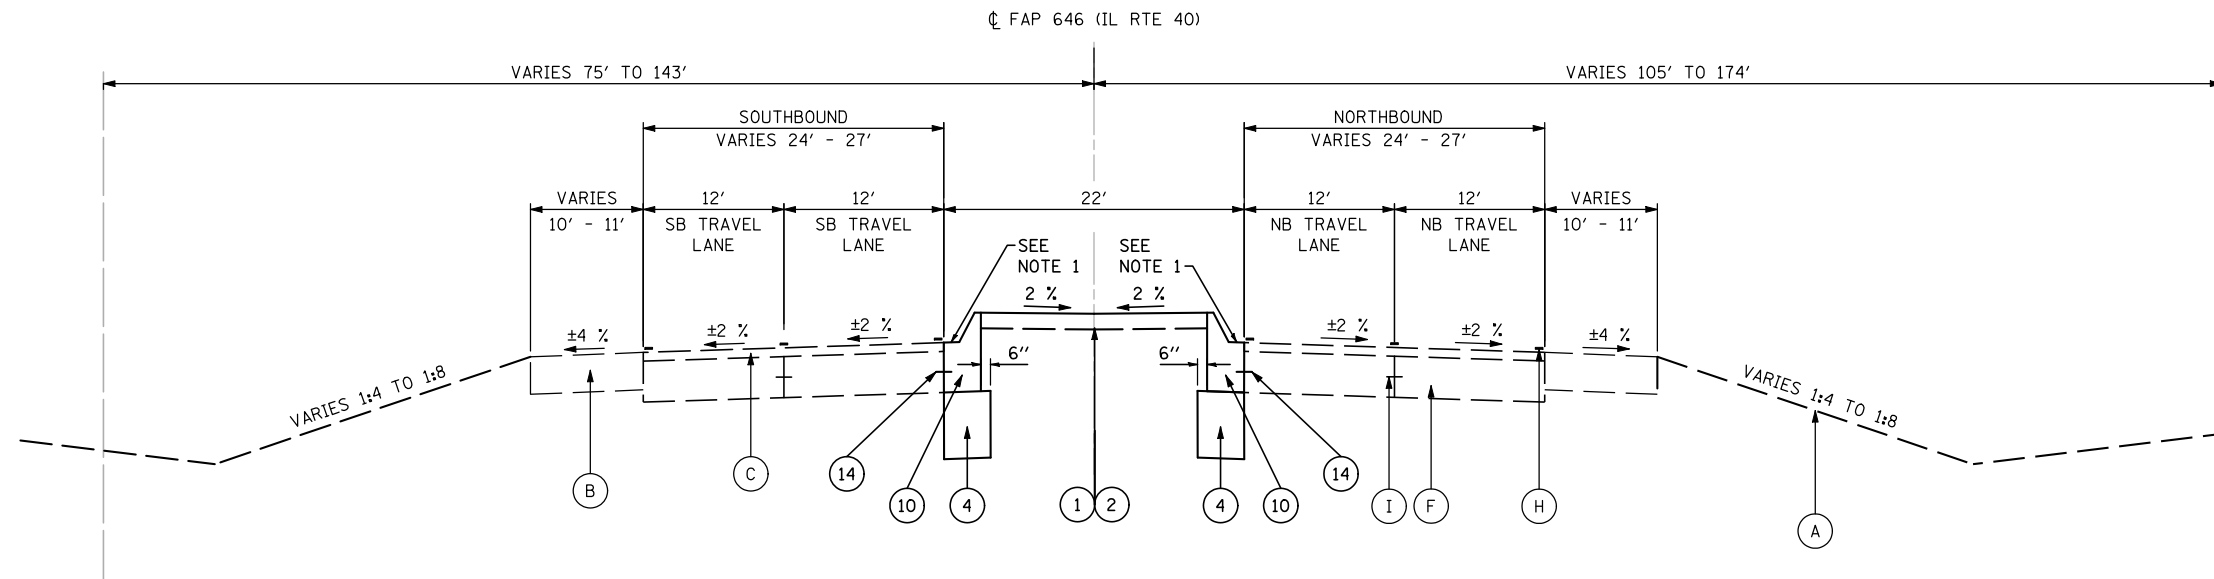 ℄ FAP 646 (IL RTE 40)
VARIES 75' TO 143'
VARIES 105' TO 174'
SOUTHBOUND
VARIES 24' - 27'
NORTHBOUND
VARIES 24' - 27'
VARIES
10' - 11'
12'
SB TRAVEL
LANE
12'
SB TRAVEL
LANE
22'
12'
NB TRAVEL
LANE
12'
NB TRAVEL
LANE
VARIES
10' - 11'
SEE
NOTE 1
SEE
NOTE 1
2 %
2 %
±4 %
±2 %
±2 %
±2 %
±2 %
±4 %
6"
6"
VARIES 1:4 TO 1:8
VARIES 1:4 TO 1:8
B
C
14
10
4
1
2
4
10
14
I
F
H
A